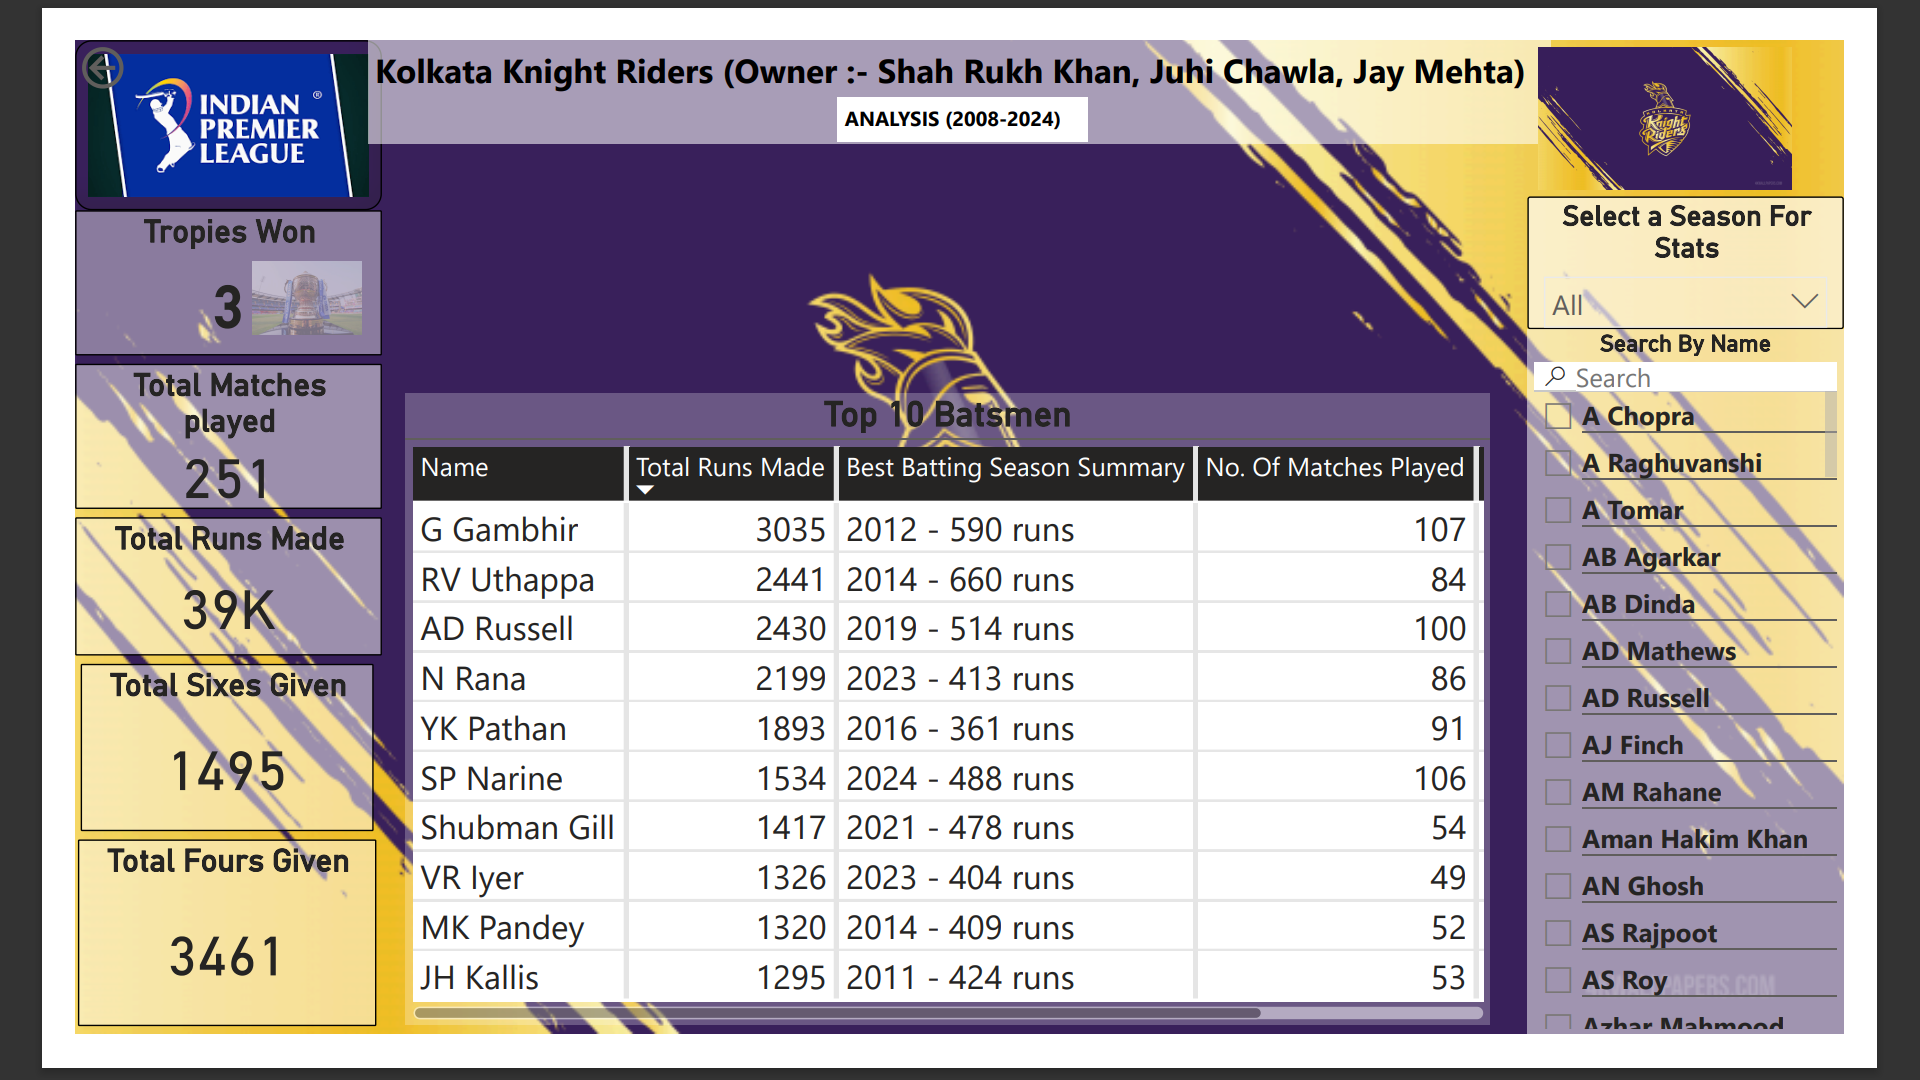 Kolkata Knight Riders (Owner :- Shah Rukh Khan, Juhi Chawla, Jay Mehta)
ANALYSIS (2008-2024)
INDIAN ®
PREMIER
LEAGUE
Knight
Riders
Tropies Won
3
Total Matches
played
251
Total Runs Made
39K
Total Sixes Given
1495
Total Fours Given
3461
Top 10 Batsmen
Name Total Runs Made Best Batting Season Summary No. Of Matches Played
G Gambhir 3035 2012 - 590 runs 107
RV Uthappa 2441 2014 - 660 runs 84
AD Russell 2430 2019 - 514 runs 100
N Rana 2199 2023 - 413 runs 86
YK Pathan 1893 2016 - 361 runs 91
SP Narine 1534 2024 - 488 runs 106
Shubman Gill 1417 2021 - 478 runs 54
VR Iyer 1326 2023 - 404 runs 49
MK Pandey 1320 2014 - 409 runs 52
JH Kallis 1295 2011 - 424 runs 53
Select a Season For
Stats
All
Search By Name
Search
A Chopra
A Raghuvanshi
A Tomar
AB Agarkar
AB Dinda
AD Mathews
AD Russell
AJ Finch
AM Rahane
Aman Hakim Khan
AN Ghosh
AS Rajpoot
AS Roy
Azhar Mahmood